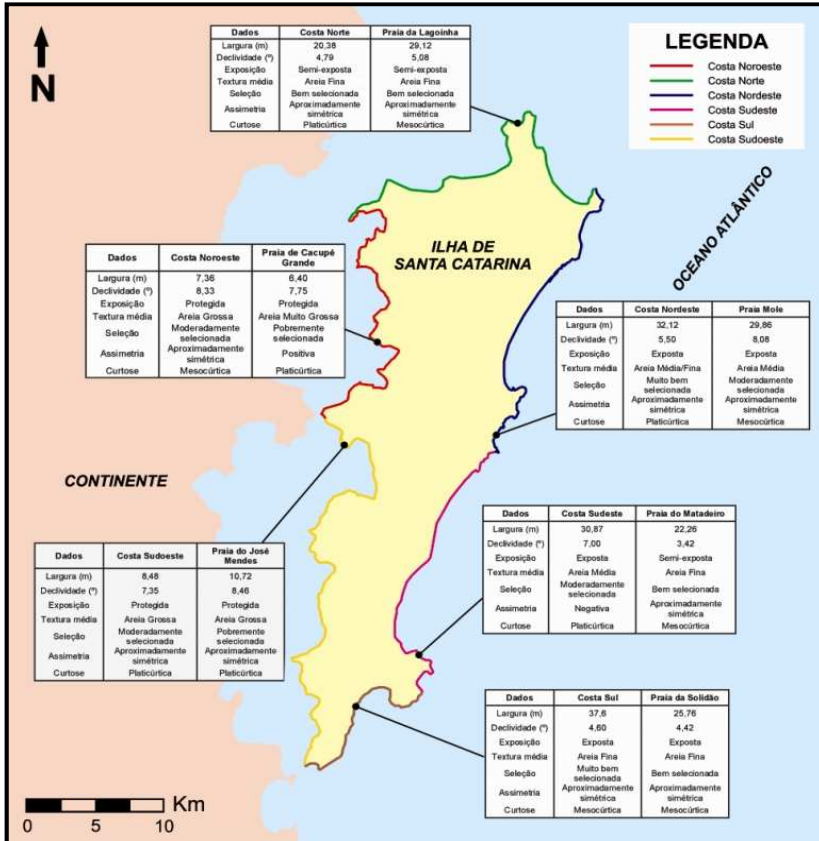 Dados Costa Norte Praia da Lagoinha
Largura (m) 20,38 29,12
Declividade (º) 4,79 5,08
Exposição Semi-exposta Semi-exposta
Textura média Areia Fina Areia Fina
Seleção Bem selecionada Bem selecionada
Assimetria Aproximadamente simétrica Aproximadamente simétrica
Curtose Platicúrtica Mesocúrtica
N
LEGENDA
Costa Noroeste
Costa Norte
Costa Nordeste
Costa Sudeste
Costa Sul
Costa Sudoeste
ILHA DE
SANTA CATARINA
OCEANO ATLÂNTICO
Dados Costa Noroeste Praia de Cacupé Grande
Largura (m) 7,36 6,40
Declividade (º) 8,33 7,75
Exposição Protegida Protegida
Textura média Areia Grossa Areia Muito Grossa
Seleção Moderadamente selecionada Pobremente selecionada
Assimetria Aproximadamente simétrica Positiva
Curtose Mesocúrtica Platicúrtica
Dados Costa Nordeste Praia Mole
Largura (m) 32,12 29,86
Declividade (º) 5,50 8,08
Exposição Exposta Exposta
Textura média Areia Média/Fina Areia Média
Seleção Muito bem selecionada Moderadamente selecionada
Assimetria Aproximadamente simétrica Aproximadamente simétrica
Curtose Platicúrtica Mesocúrtica
CONTINENTE
Dados Costa Sudeste Praia do Matadeiro
Largura (m) 30,87 22,26
Declividade (º) 7,00 3,42
Exposição Exposta Semi-exposta
Textura média Areia Média Areia Fina
Seleção Moderadamente selecionada Bem selecionada
Assimetria Negativa Aproximadamente simétrica
Curtose Platicúrtica Mesocúrtica
Dados Costa Sudoeste Praia do José Mendes
Largura (m) 8,48 10,72
Declividade (º) 7,35 8,46
Exposição Protegida Protegida
Textura média Areia Grossa Areia Grossa
Seleção Moderadamente selecionada Pobremente selecionada
Assimetria Aproximadamente simétrica Aproximadamente simétrica
Curtose Platicúrtica Platicúrtica
Dados Costa Sul Praia da Solidão
Largura (m) 37,6 25,76
Declividade (º) 4,60 4,42
Exposição Exposta Exposta
Textura média Areia Fina Areia Fina
Seleção Muito bem selecionada Bem selecionada
Assimetria Aproximadamente simétrica Aproximadamente simétrica
Curtose Mesocúrtica Mesocúrtica
Km
0 5 10